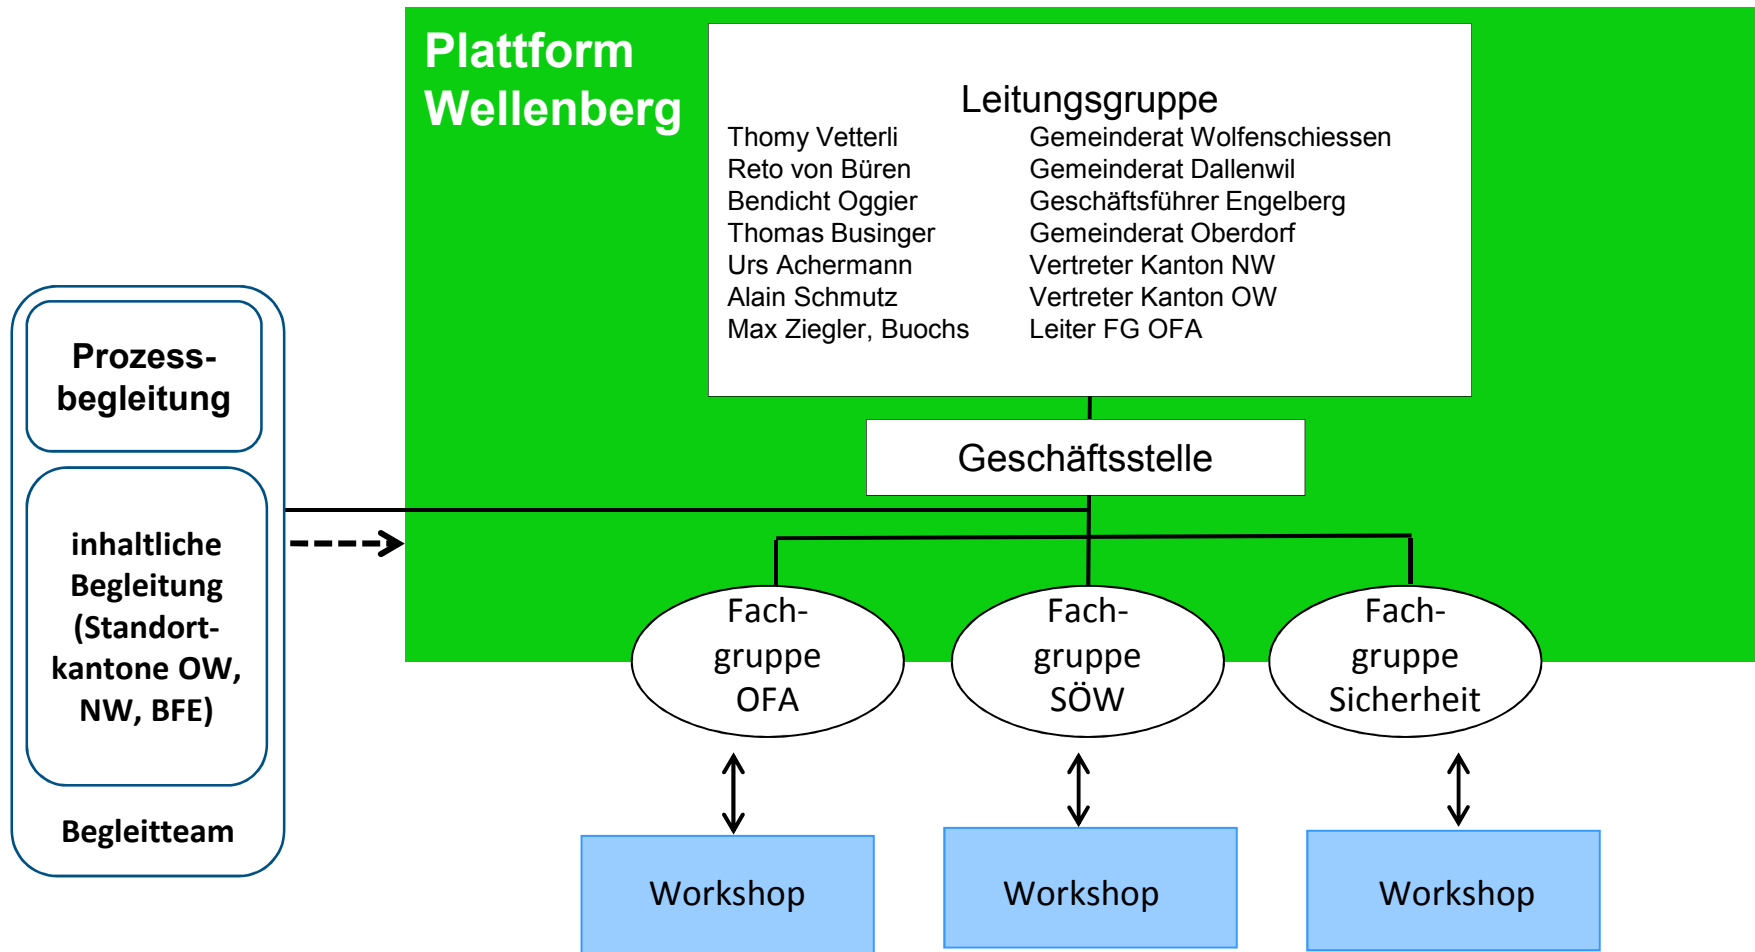 Plattform
Wellenberg
Leitungsgruppe
Thomy Vetterli Gemeinderat Wolfenschiessen
Reto von Büren Gemeinderat Dallenwil
Bendicht Oggier Geschäftsführer Engelberg
Thomas Businger Gemeinderat Oberdorf
Urs Achermann Vertreter Kanton NW
Alain Schmutz Vertreter Kanton OW
Max Ziegler, Buochs Leiter FG OFA
Geschäftsstelle
Prozess-
begleitung
inhaltliche
Begleitung
(Standort-
kantone OW,
NW, BFE)
Begleitteam
Fach-
gruppe
OFA
Fach-
gruppe
SÖW
Fach-
gruppe
Sicherheit
Workshop
Workshop
Workshop